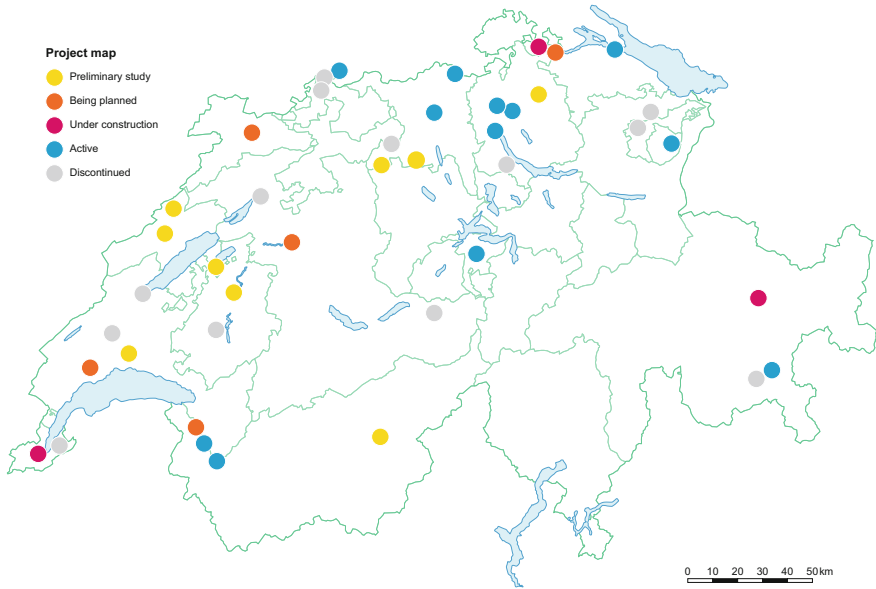 Project map
Preliminary study
Being planned
Under construction
Active
Discontinued
0 10 20 30 40 50 km